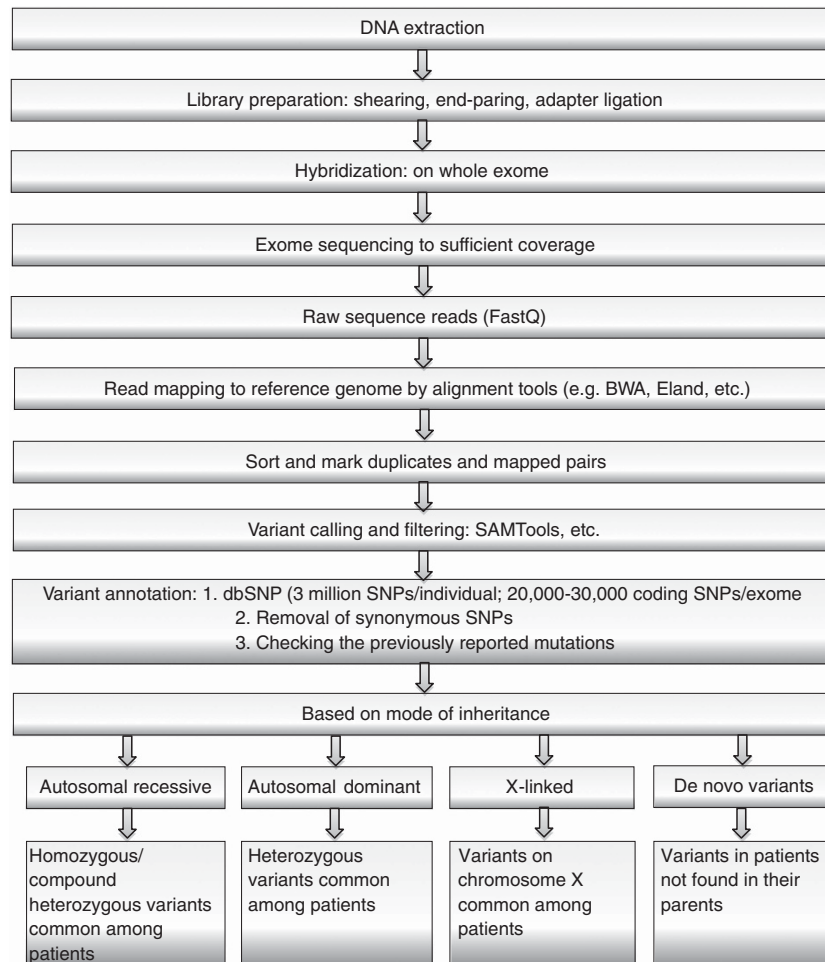 DNA extraction
Library preparation: shearing, end-paring, adapter ligation
Hybridization: on whole exome
Exome sequencing to sufficient coverage
Raw sequence reads (FastQ)
Read mapping to reference genome by alignment tools (e.g. BWA, Eland, etc.)
Sort and mark duplicates and mapped pairs
Variant calling and filtering: SAMTools, etc.
Variant annotation: 1. dbSNP (3 million SNPs/individual; 20,000-30,000 coding SNPs/exome
2. Removal of synonymous SNPs
3. Checking the previously reported mutations
Based on mode of inheritance
Autosomal recessive
Autosomal dominant
X-linked
De novo variants
Homozygous/
compound
heterozygous variants
common among
patients
Heterozygous
variants common
among patients
Variants on
chromosome X
common among
patients
Variants in patients
not found in their
parents